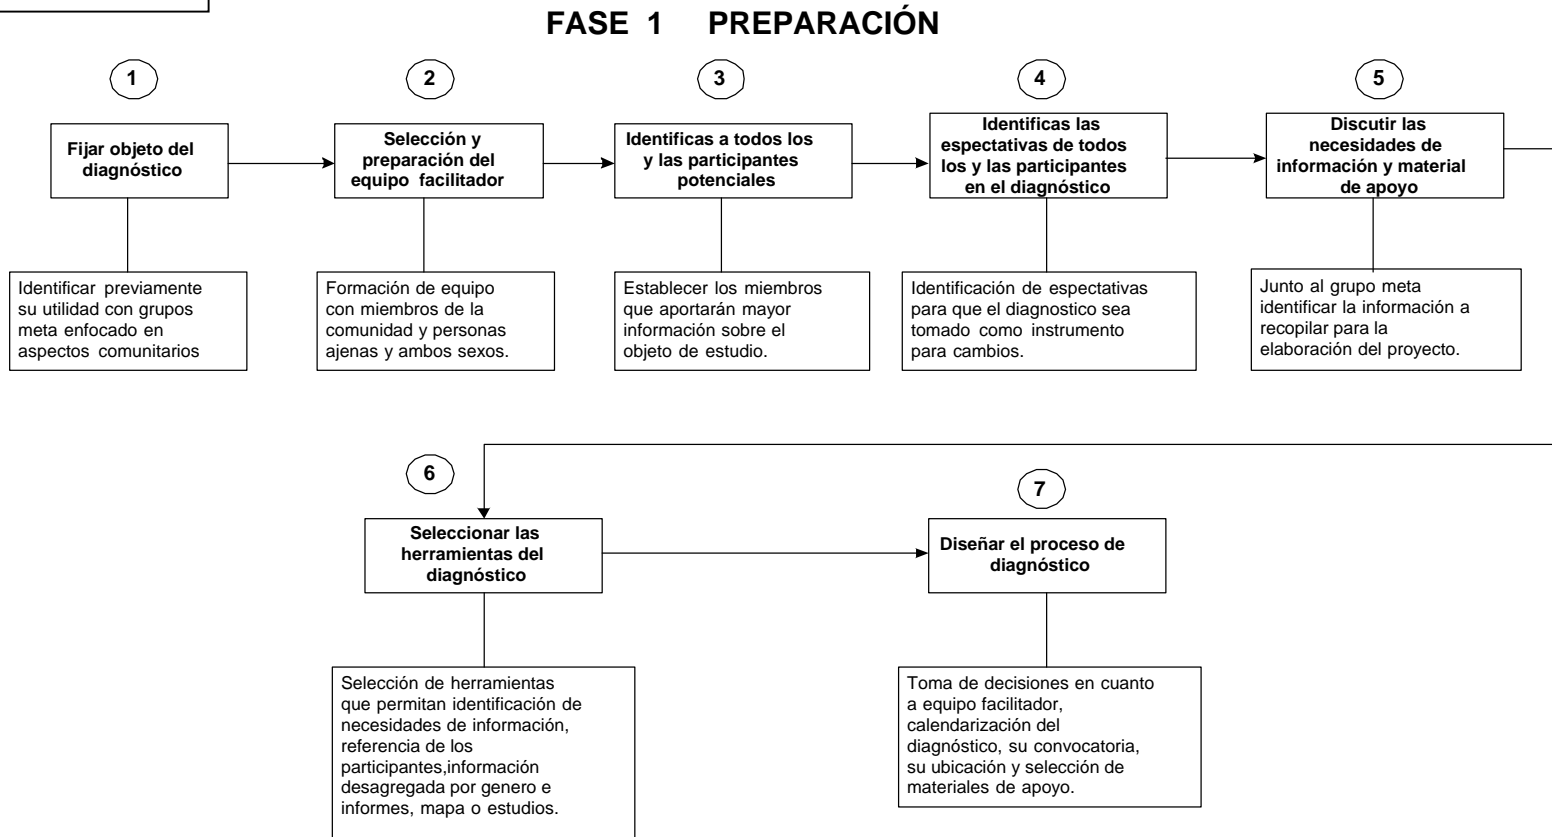 FASE 1 PREPARACIÓN
1
Fijar objeto del
diagnóstico
Identificar previamente
su utilidad con grupos
meta enfocado en
aspectos comunitarios
2
Selección y
preparación del
equipo facilitador
Formación de equipo
con miembros de la
comunidad y personas
ajenas y ambos sexos.
3
Identificas a todos los
y las participantes
potenciales
Establecer los miembros
que aportarán mayor
información sobre el
objeto de estudio.
4
Identificas las
espectativas de todos
los y las participantes
en el diagnóstico
Identificación de espectativas
para que el diagnostico sea
tomado como instrumento
para cambios.
5
Discutir las
necesidades de
información y material
de apoyo
Junto al grupo meta
identificar la información a
recopilar para la
elaboración del proyecto.
6
Seleccionar las
herramientas del
diagnóstico
Selección de herramientas
que permitan identificación de
necesidades de información,
referencia de los
participantes,información
desagregada por genero e
informes, mapa o estudios.
7
Diseñar el proceso de
diagnóstico
Toma de decisiones en cuanto
a equipo facilitador,
calendarización del
diagnóstico, su convocatoria,
su ubicación y selección de
materiales de apoyo.